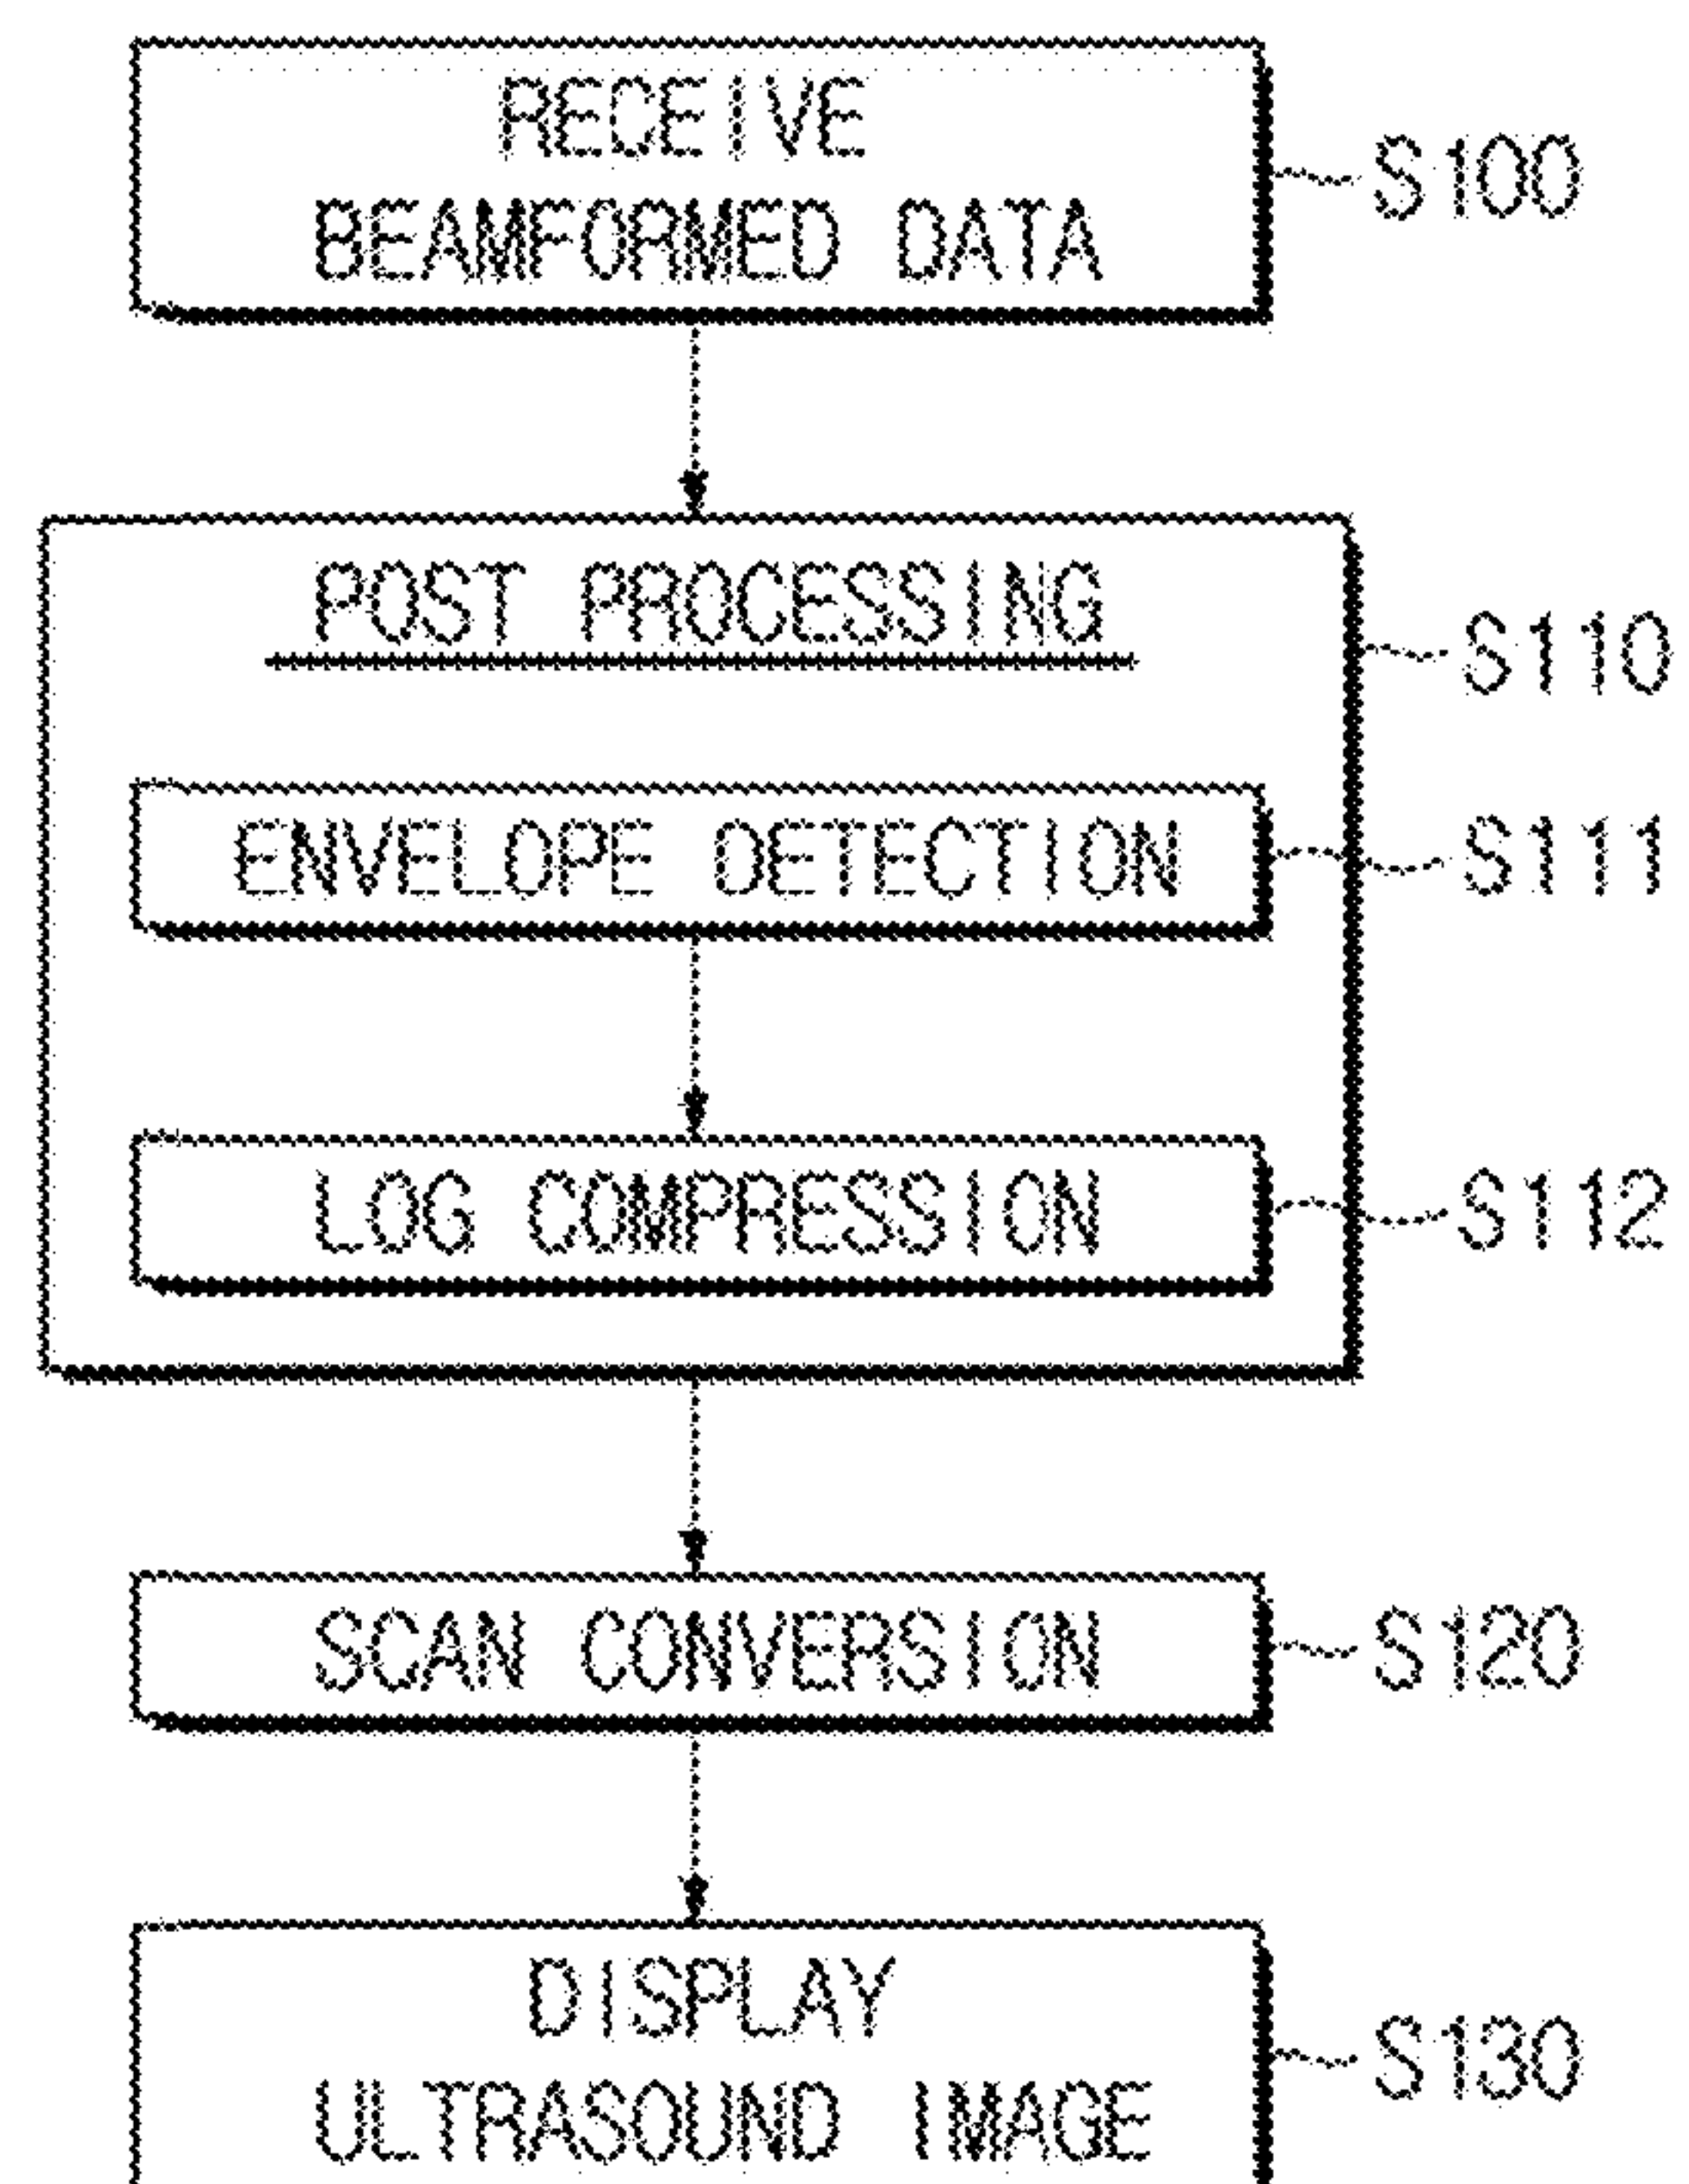 RECEIVE
BEAMFORMED DATA
S100
POST PROCESSING
S110
ENVELOPE DETECTION
S111
LOG COMPRESSION
S112
SCAN CONVERSION
S120
DISPLAY
ULTRASOUND IMAGE
S130